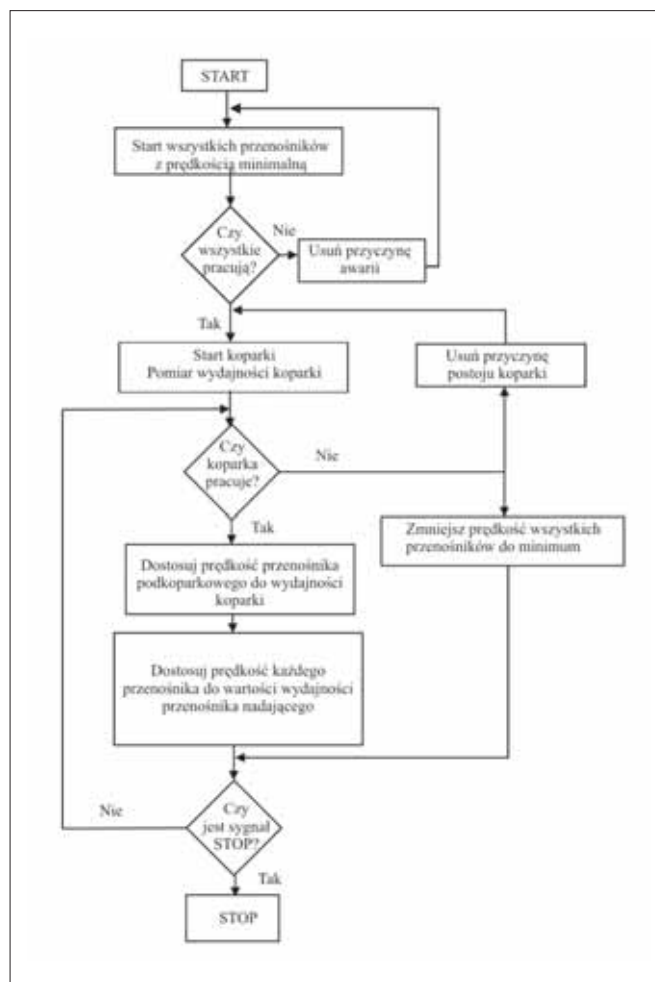 START
Start wszystkich przenośników
z prędkością minimalną
Czy
wszystkie
pracują?
Nie
Usuń przyczynę
awarii
Tak
Start koparki
Pomiar wydajności koparki
Usuń przyczynę
postoju koparki
Czy
koparka
pracuje?
Nie
Tak
Zmniejsz prędkość wszystkich
przenośników do minimum
Dostosuj prędkość przenośnika
podkoparkowego do wydajności
koparki
Dostosuj prędkość każdego
przenośnika do wartości wydajności
przenośnika nadającego
Czy
jest sygnał
STOP?
Nie
Tak
STOP